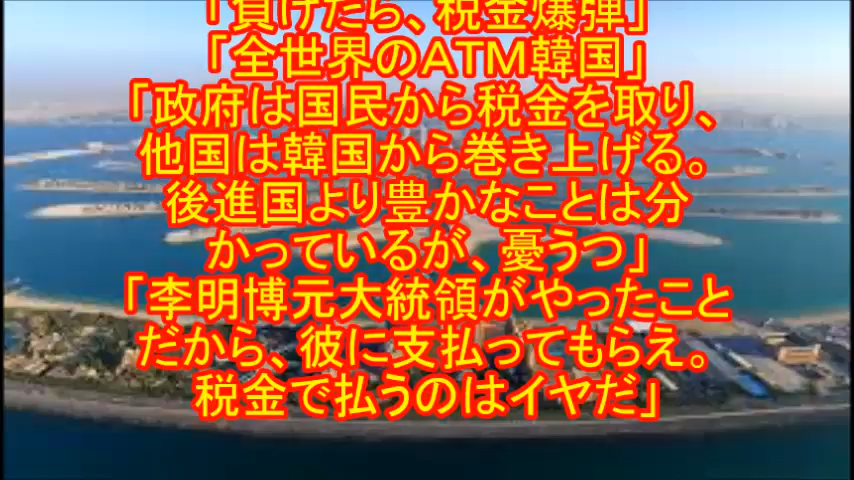 「負けたら、税金爆弾」
「全世界のATM韓国」
「政府は国民から税金を取り、
他国は韓国から巻き上げる。
後進国より豊かなことは分
かっているが、憂うつ」
「李明博元大統領がやったこと
だから、彼に支払ってもらえ。
税金で払うのはイヤだ」